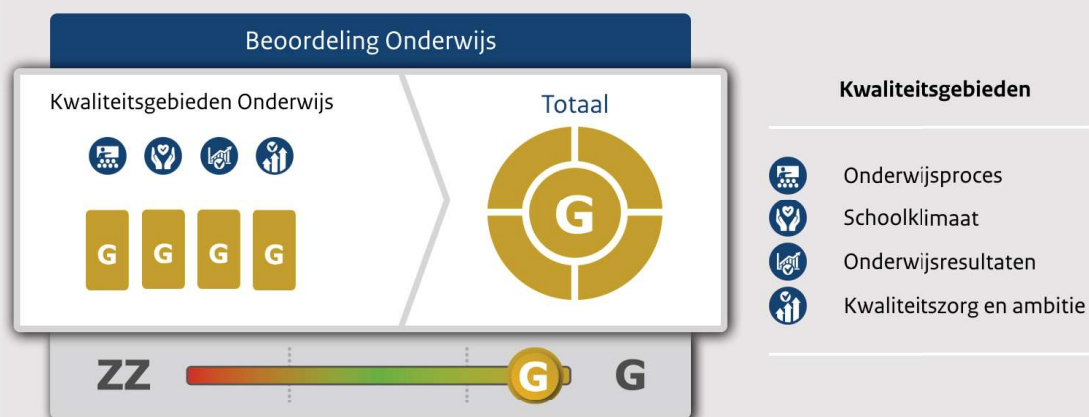 Beoordeling Onderwijs
Kwaliteitsgebieden Onderwijs
G G G G
Totaal
G
ZZ G G
Kwaliteitsgebieden
Onderwijsproces
Schoolklimaat
Onderwijsresultaten
Kwaliteitszorg en ambitie